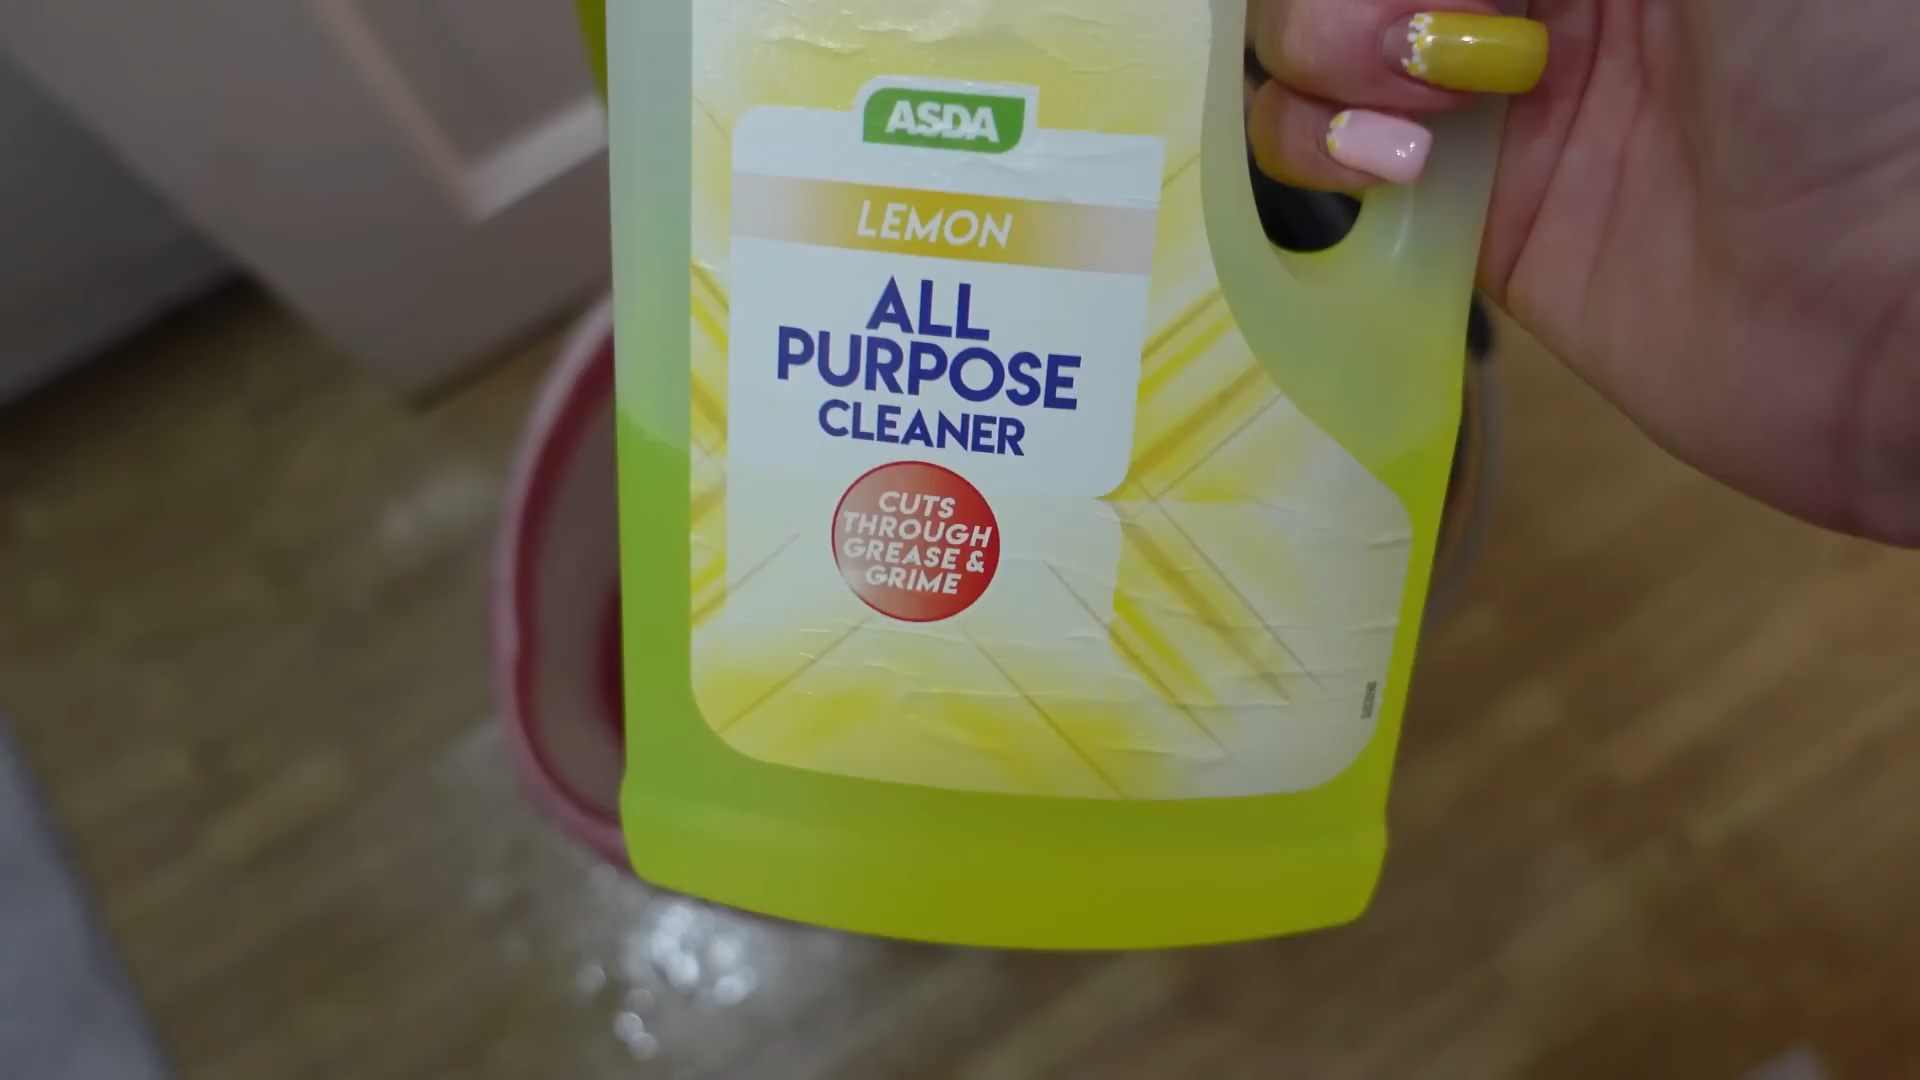 ASDA
LEMON
ALL
PURPOSE
CLEANER
CUTS
THROUGH
GREASE &
GRIME